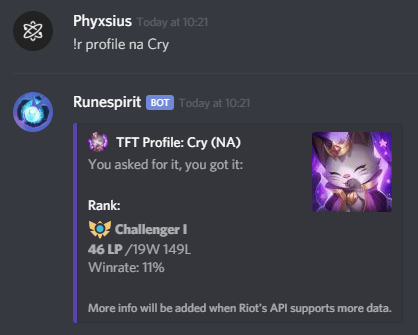 Phyxsius Today at 10:21
!r profile na Cry
Runespirit BOT Today at 10:21
TFT Profile: Cry (NA)
You asked for it, you got it:
Rank:
Challenger I
46 LP /19W 149L
Winrate: 11%
More info will be added when Riot's API supports more data.